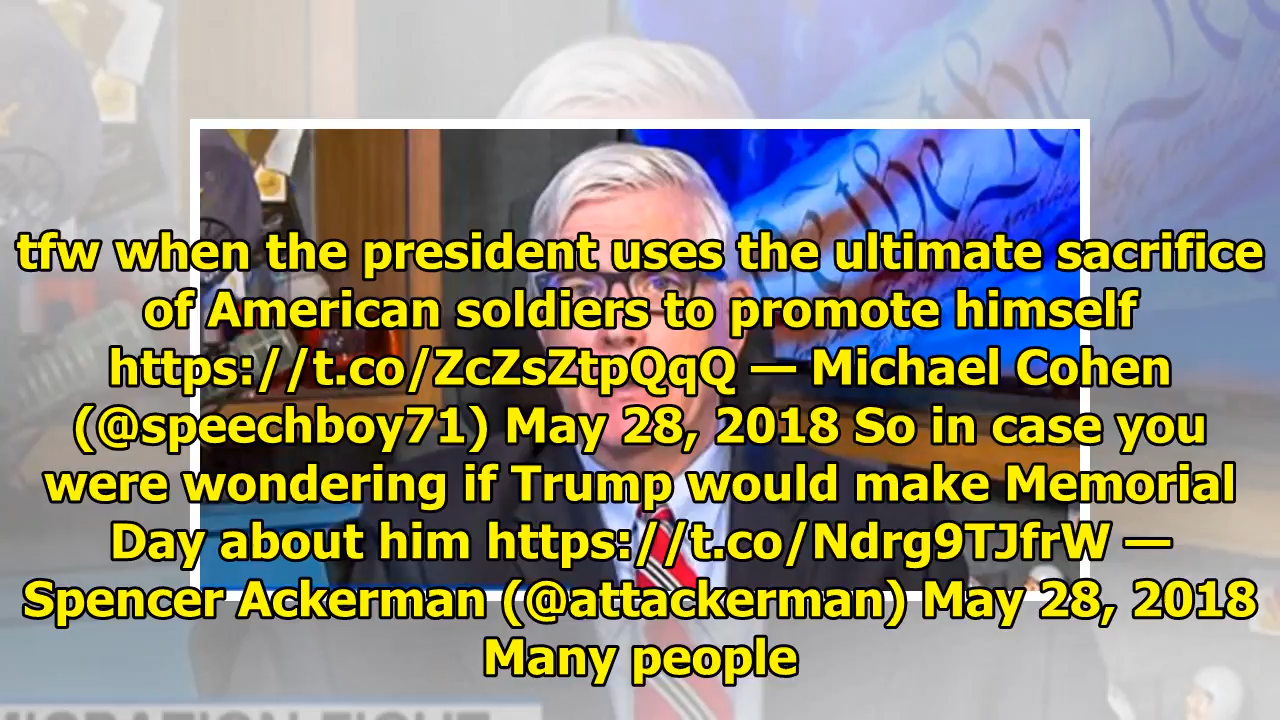 tfw when the president uses the ultimate sacrifice
of American soldiers to promote himself
https://t.co/ZcZsZtpQqQ — Michael Cohen
(@speechboy71) May 28, 2018 So in case you
were wondering if Trump would make Memorial
Day about him https://t.co/Ndrg9TJfrW —
Spencer Ackerman (@attackerman) May 28, 2018
Many people